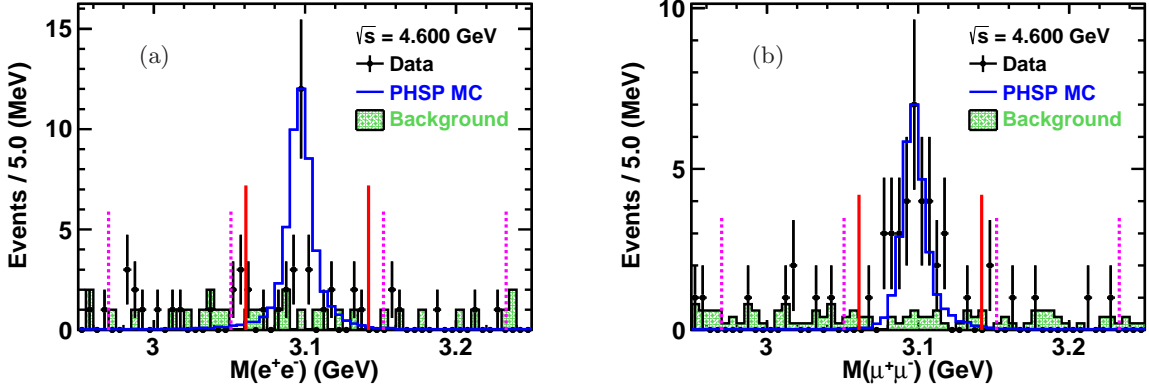 (a)
√s = 4.600 GeV
Data
PHSP MC
Background
Events / 5.0 (MeV)
15
10
5
0
3
3.1
3.2
M(e⁺e⁻) (GeV)
(b)
√s = 4.600 GeV
Data
PHSP MC
Background
Events / 5.0 (MeV)
10
5
0
3
3.1
3.2
M(μ⁺μ⁻) (GeV)